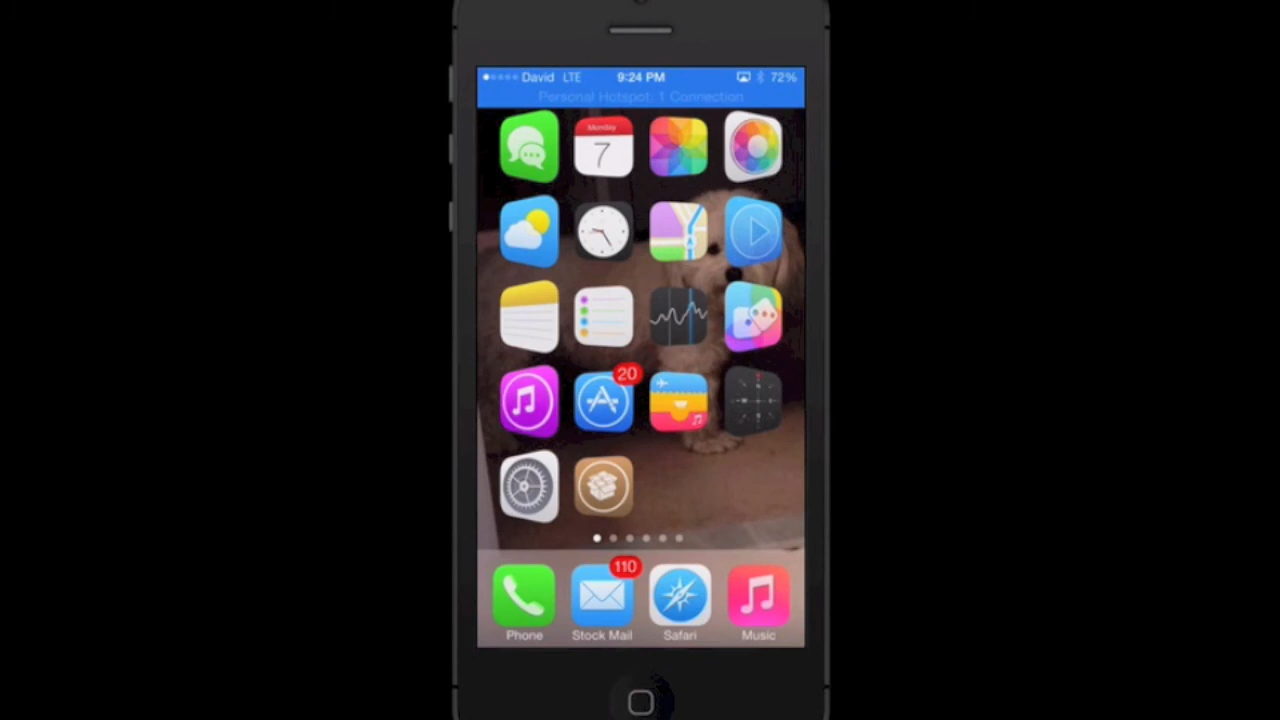 David LTE 9:24 PM 72%
Personal Hotspot: 1 Connection
Monday
7
20
110
Phone Stock Mail Safari Music